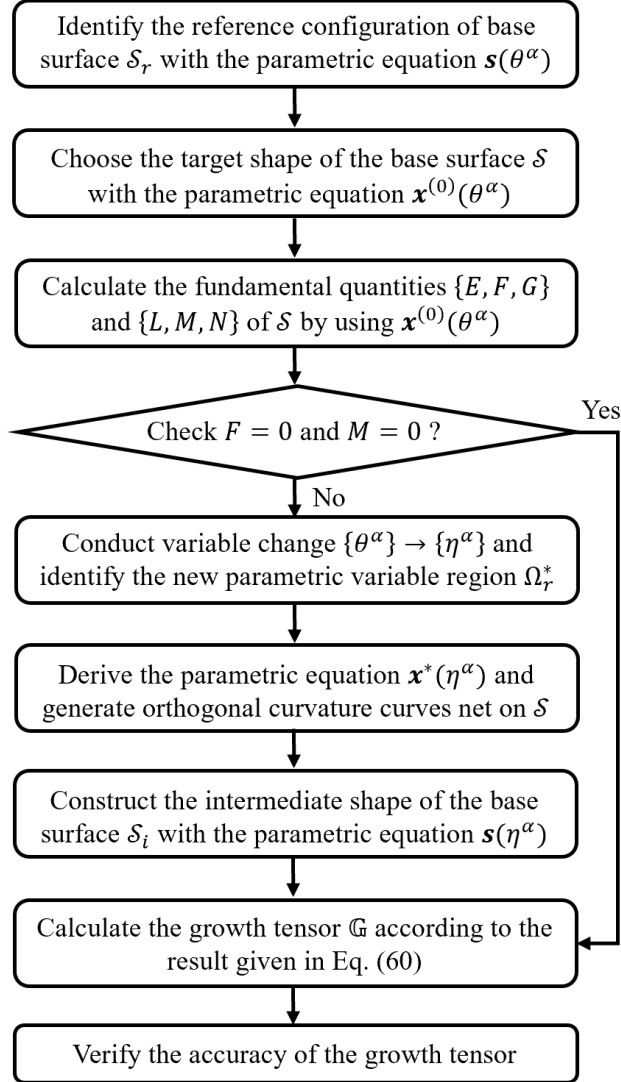 Identify the reference configuration of base
surface 𝒮ᵣ with the parametric equation 𝒔(θ^α)
Choose the target shape of the base surface 𝒮
with the parametric equation 𝒙⁽⁰⁾(θ^α)
Calculate the fundamental quantities {E, F, G}
and {L, M, N} of 𝒮 by using 𝒙⁽⁰⁾(θ^α)
Check F = 0 and M = 0 ?
Yes
No
Conduct variable change {θ^α} → {η^α} and
identify the new parametric variable region Ωᵣ*
Derive the parametric equation 𝒙*(η^α) and
generate orthogonal curvature curves net on 𝒮
Construct the intermediate shape of the base
surface 𝒮ᵢ with the parametric equation 𝒔(η^α)
Calculate the growth tensor 𝔾 according to the
result given in Eq. (60)
Verify the accuracy of the growth tensor